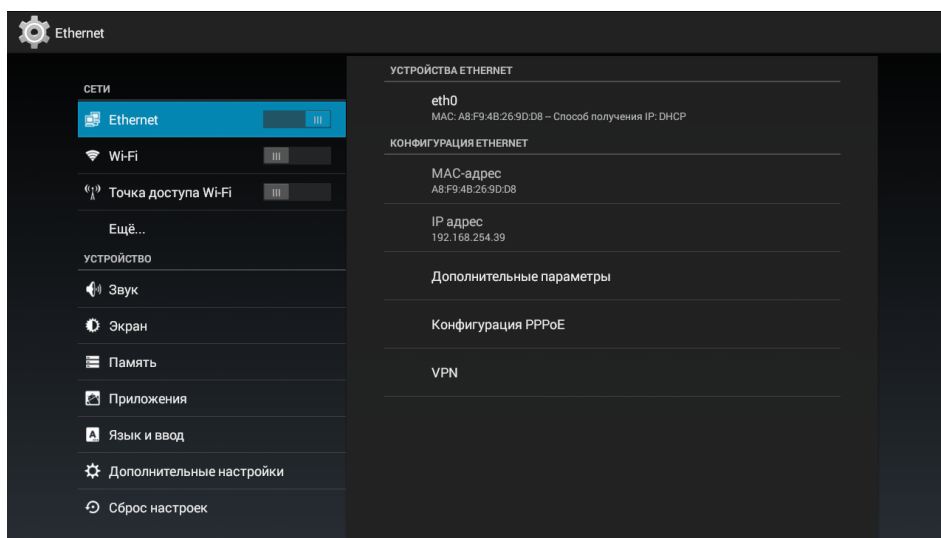 Ethernet
СЕТИ
Ethernet
Wi-Fi
Точка доступа Wi-Fi
Ещё...
УСТРОЙСТВО
Звук
Экран
Память
Приложения
Язык и ввод
Дополнительные настройки
Сброс настроек
УСТРОЙСТВА ETHERNET
eth0
MAC: A8:F9:4B:26:9D:D8 – Способ получения IP: DHCP
КОНФИГУРАЦИЯ ETHERNET
MAC-адрес
A8:F9:4B:26:9D:D8
IP адрес
192.168.254.39
Дополнительные параметры
Конфигурация PPPoE
VPN